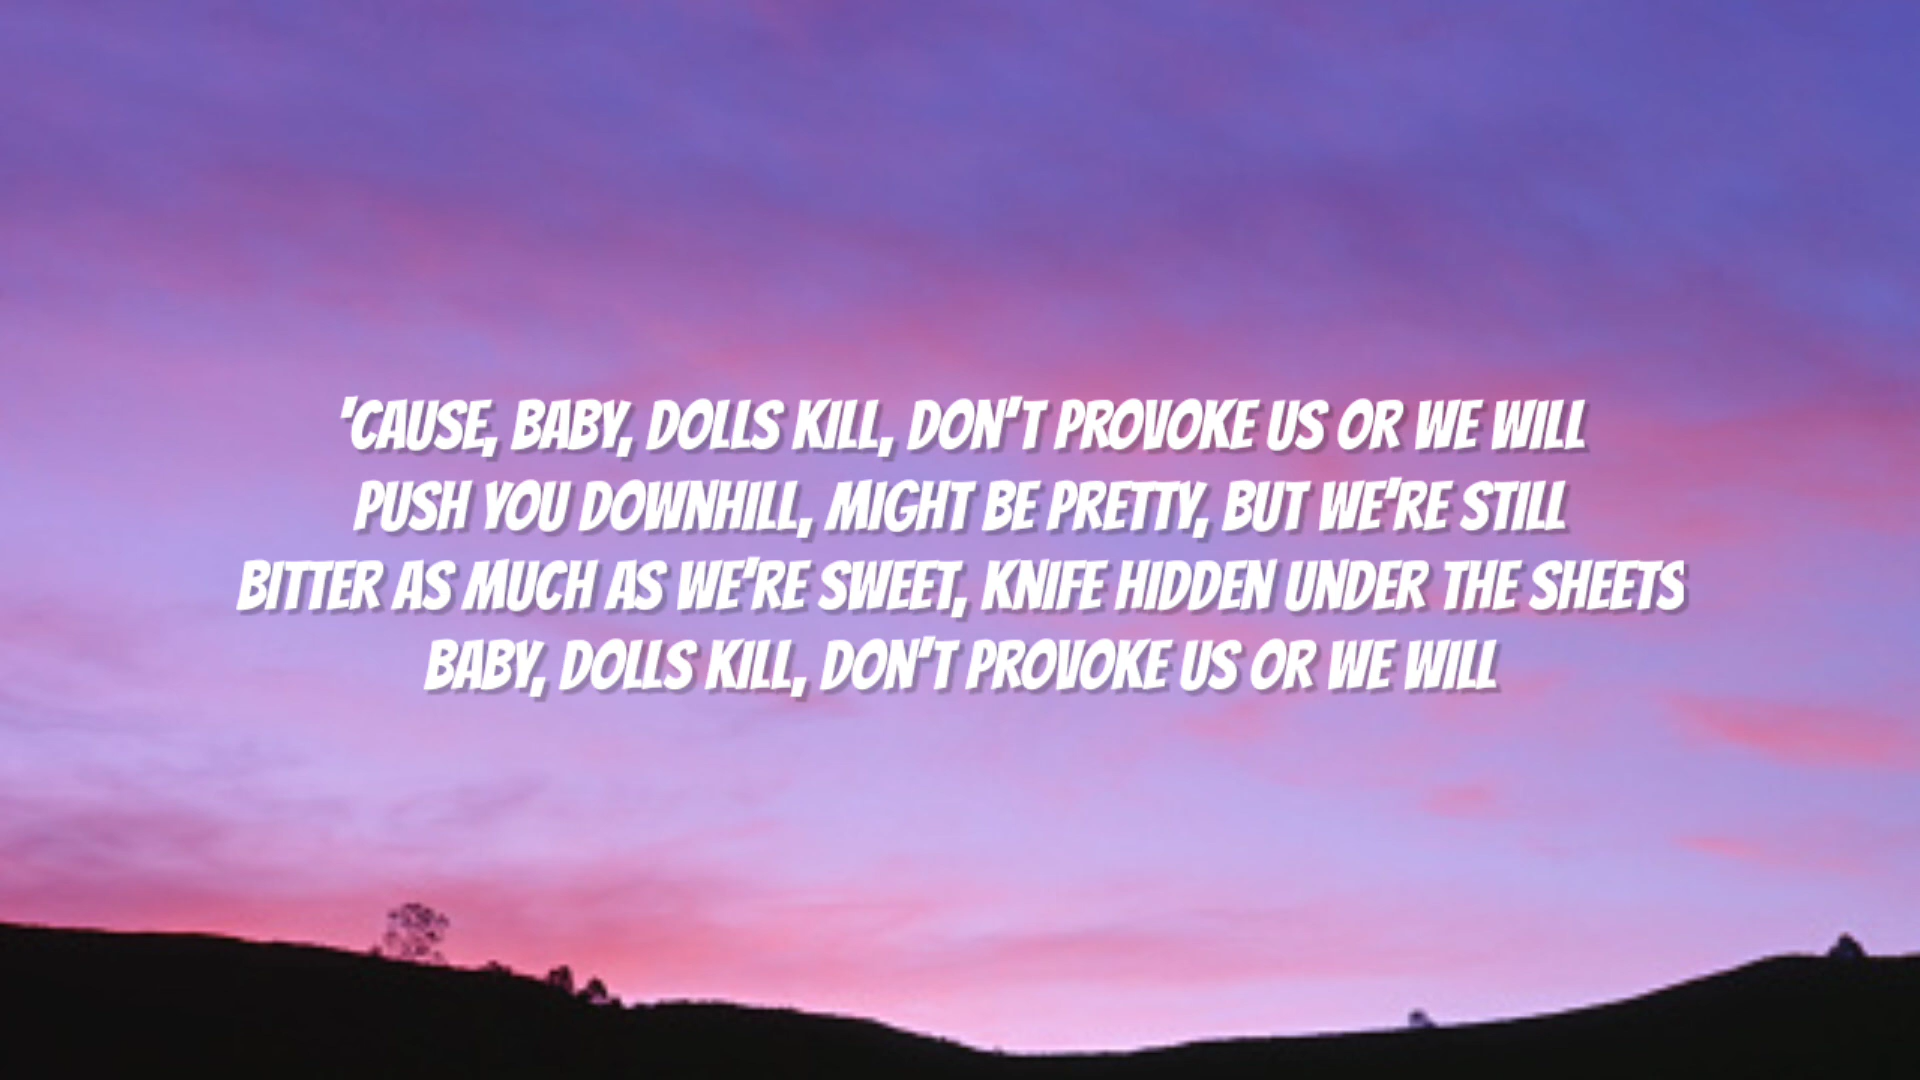 'CAUSE, BABY, DOLLS KILL, DON'T PROVOKE US OR WE WILL
PUSH YOU DOWNHILL, MIGHT BE PRETTY, BUT WE'RE STILL
BITTER AS MUCH AS WE'RE SWEET, KNIFE HIDDEN UNDER THE SHEETS
BABY, DOLLS KILL, DON'T PROVOKE US OR WE WILL